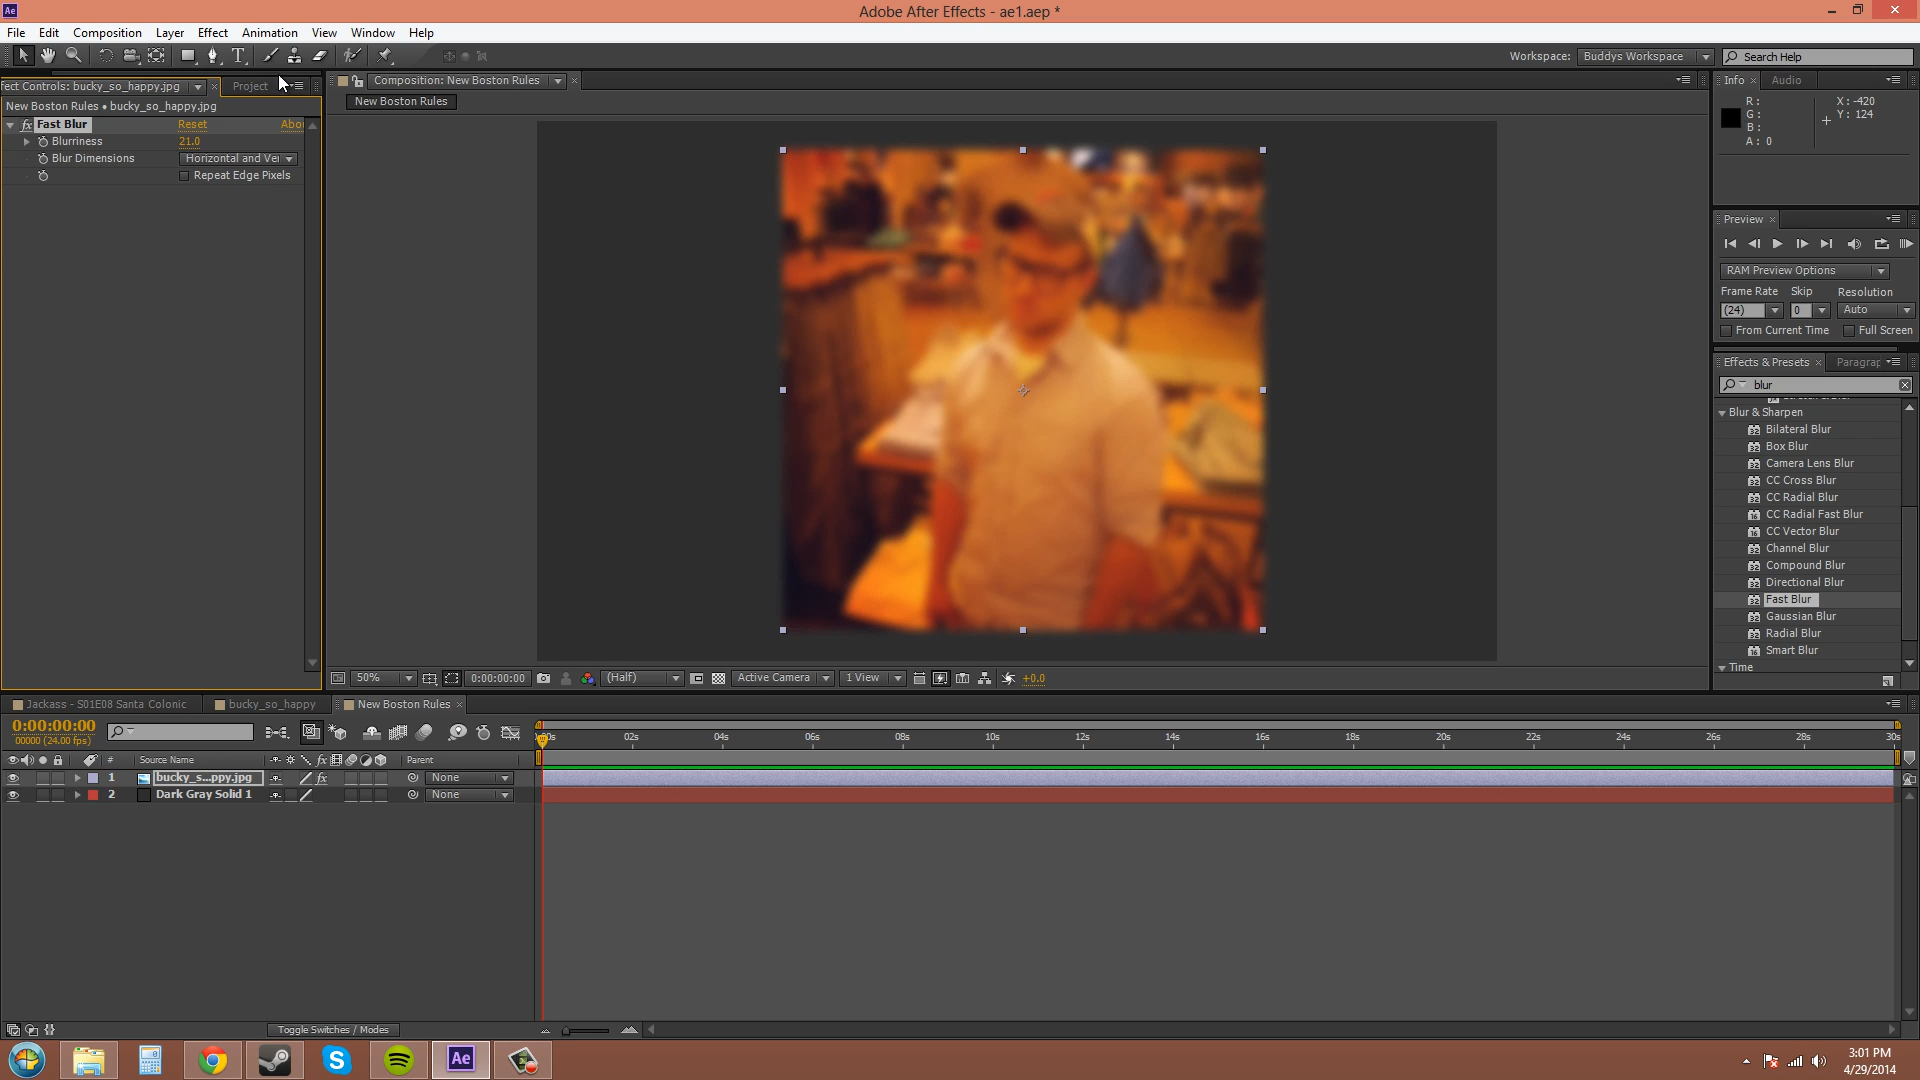 Adobe After Effects - ae1.aep *
File Edit Composition Layer Effect Animation View Window Help
Workspace: Buddys Workspace Search Help
fect Controls: bucky_so_happy.jpg Project
Composition: New Boston Rules
Info Audio
New Boston Rules • bucky_so_happy.jpg
New Boston Rules
R : X : -420
G : Y : 124
B :
A : 0
fx Fast Blur Reset Abou
Blurriness 21.0
Blur Dimensions Horizontal and Ver
Repeat Edge Pixels
Preview
RAM Preview Options
Frame Rate Skip Resolution
(24) 0 Auto
From Current Time Full Screen
Effects & Presets Paragrap
blur
Blur & Sharpen
Bilateral Blur
Box Blur
Camera Lens Blur
CC Cross Blur
CC Radial Blur
CC Radial Fast Blur
CC Vector Blur
Channel Blur
Compound Blur
Directional Blur
Fast Blur
Gaussian Blur
Radial Blur
Smart Blur
Time
50% 0:00:00:00 (Half) Active Camera 1 View +0.0
Jackass - S01E08 Santa Colonic bucky_so_happy New Boston Rules
0:00:00:00
00000 (24.00 fps)
00s 02s 04s 06s 08s 10s 12s 14s 16s 18s 20s 22s 24s 26s 28s 30s
# Source Name fx Parent
1 bucky_s...ppy.jpg fx None
2 Dark Gray Solid 1 None
Toggle Switches / Modes
Ae
3:01 PM
4/29/2014